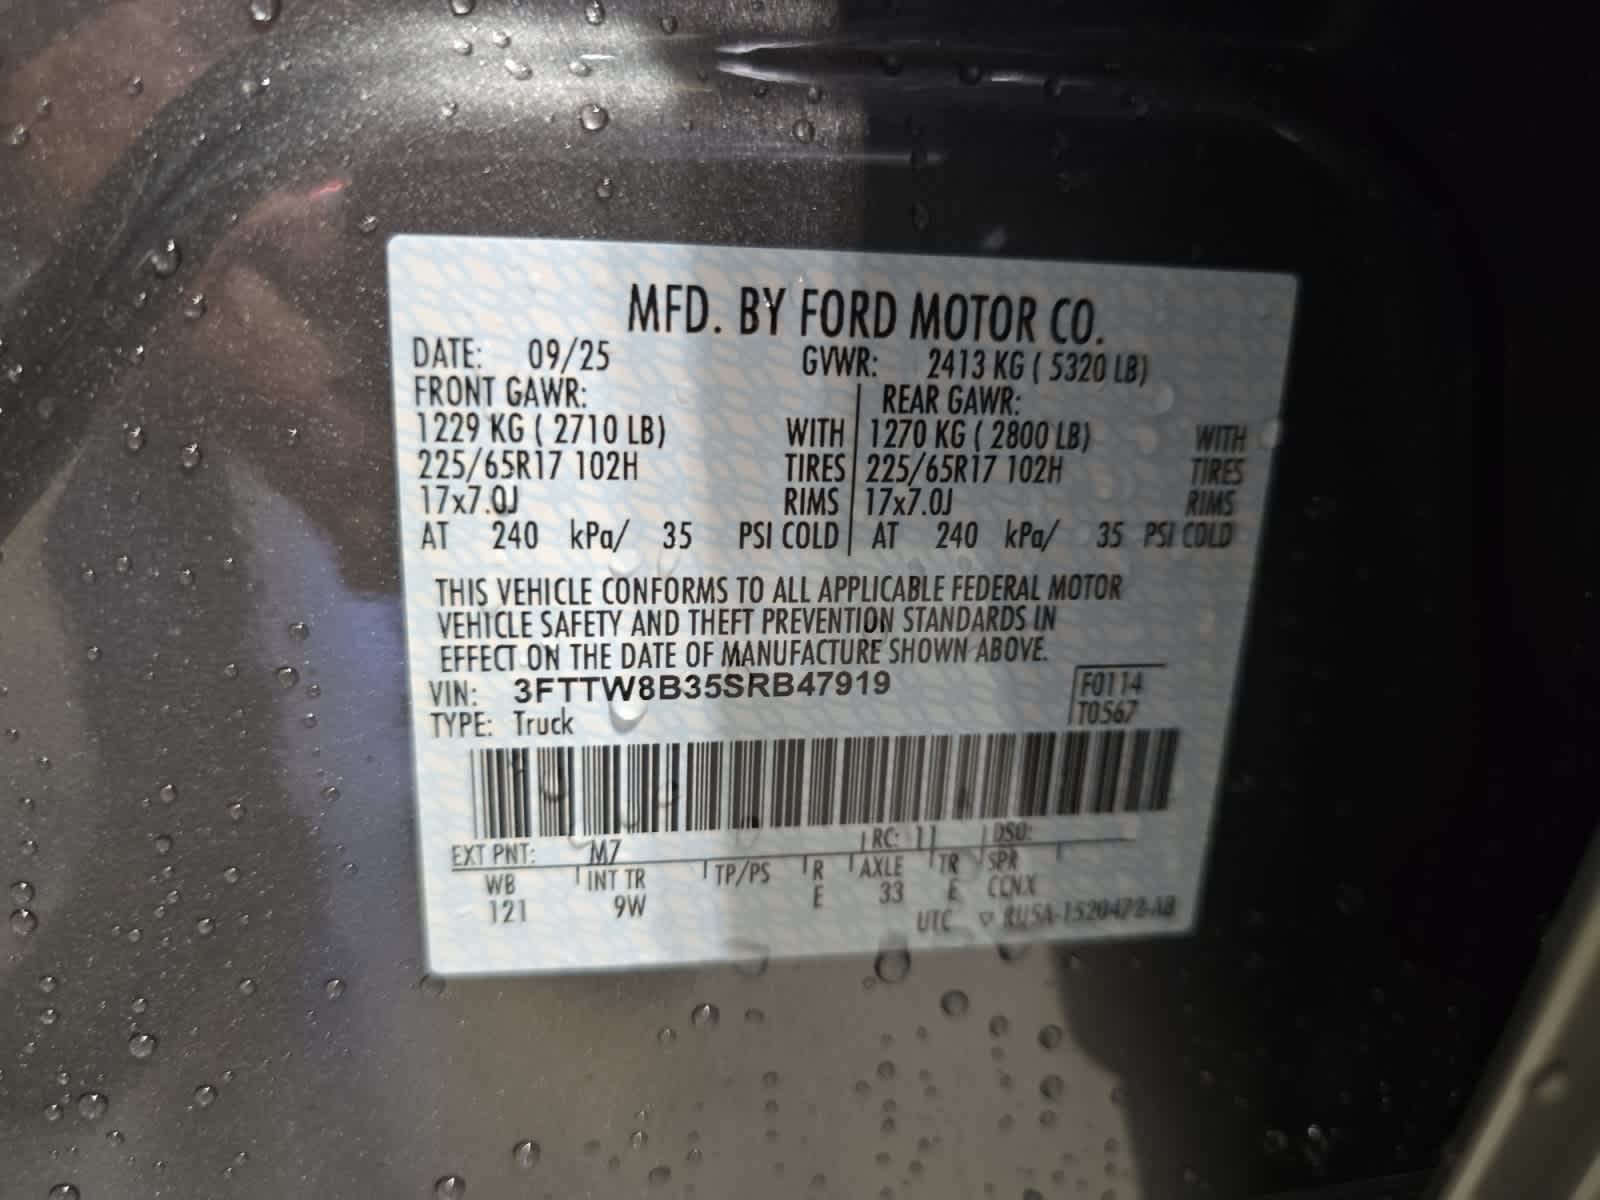 MFD. BY FORD MOTOR CO.
DATE: 09/25 GVWR: 2413 KG ( 5320 LB)
FRONT GAWR: REAR GAWR:
1229 KG ( 2710 LB) WITH 1270 KG ( 2800 LB) WITH
225/65R17 102H TIRES 225/65R17 102H TIRES
17x7.0J RIMS 17x7.0J RIMS
AT 240 kPa/ 35 PSI COLD AT 240 kPa/ 35 PSI COLD
THIS VEHICLE CONFORMS TO ALL APPLICABLE FEDERAL MOTOR
VEHICLE SAFETY AND THEFT PREVENTION STANDARDS IN
EFFECT ON THE DATE OF MANUFACTURE SHOWN ABOVE.
VIN: 3FTTW8B35SRB47919 F0114
TYPE: Truck T0567
EXT PNT: M7 RC: 11 DSO:
WB INT TR TP/PS R AXLE TR SPR
121 9W E 33 E CCNX
UTC RU5A-1520472-AB